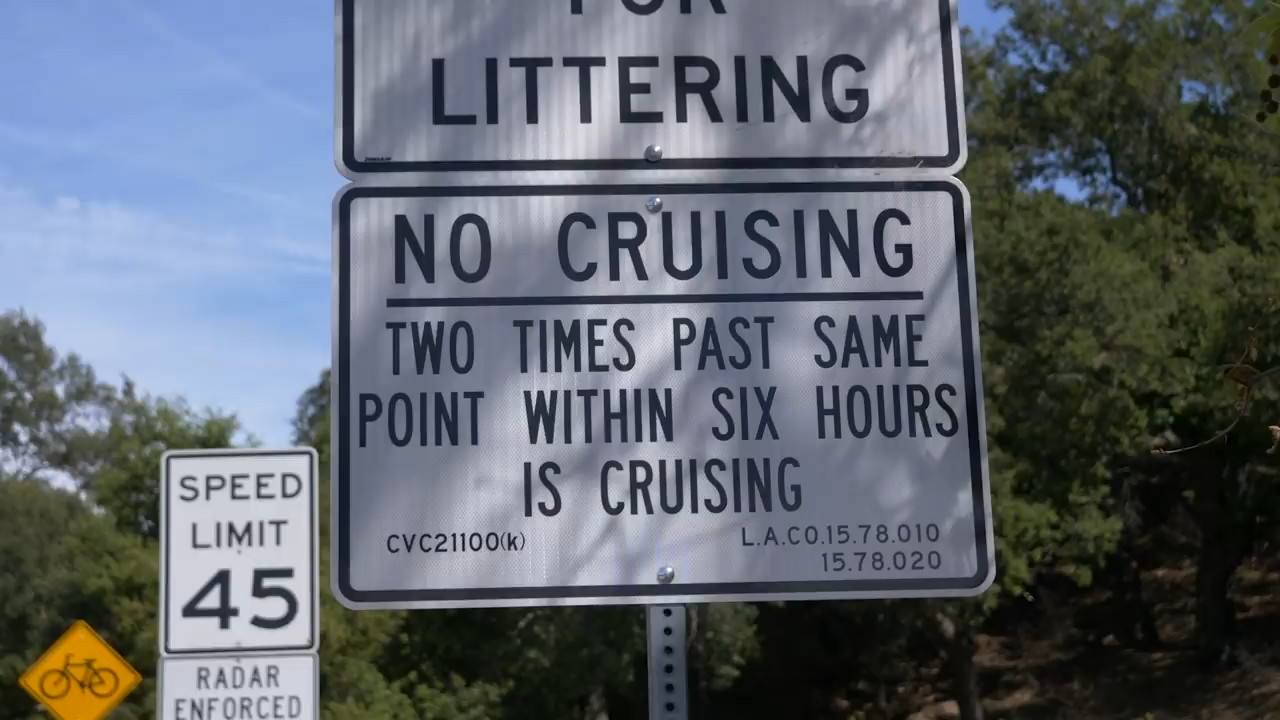 FOR
LITTERING
NO CRUISING
TWO TIMES PAST SAME
POINT WITHIN SIX HOURS
IS CRUISING
CVC21100(k)
L.A.CO.15.78.010
15.78.020
SPEED
LIMIT
45
RADAR
ENFORCED